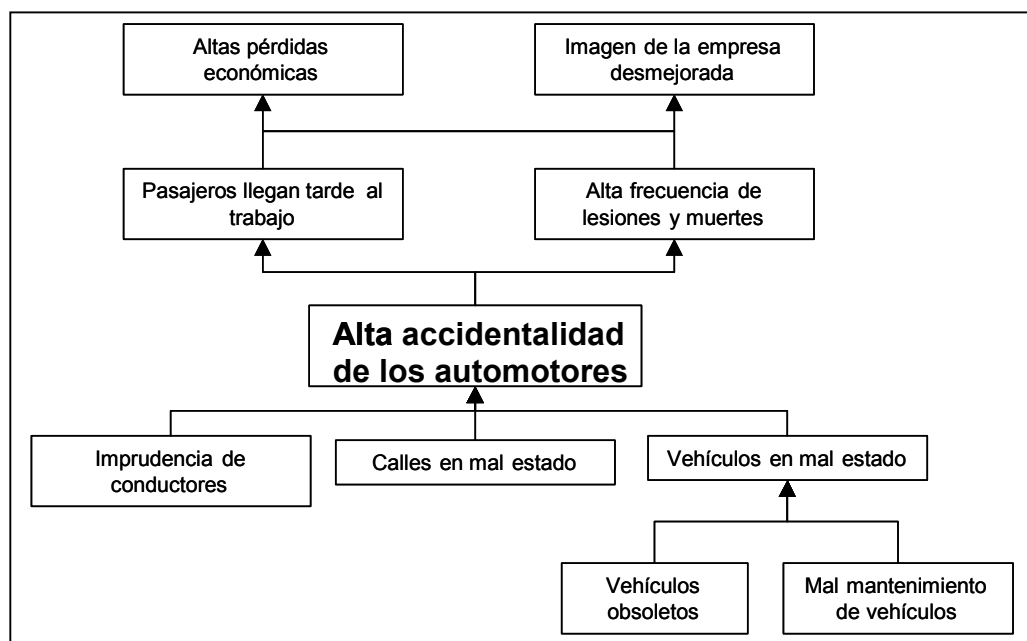 Altas pérdidas
económicas
Imagen de la empresa
desmejorada
Pasajeros llegan tarde al
trabajo
Alta frecuencia de
lesiones y muertes
Alta accidentalidad
de los automotores
Imprudencia de
conductores
Calles en mal estado
Vehículos en mal estado
Vehículos
obsoletos
Mal mantenimiento
de vehículos